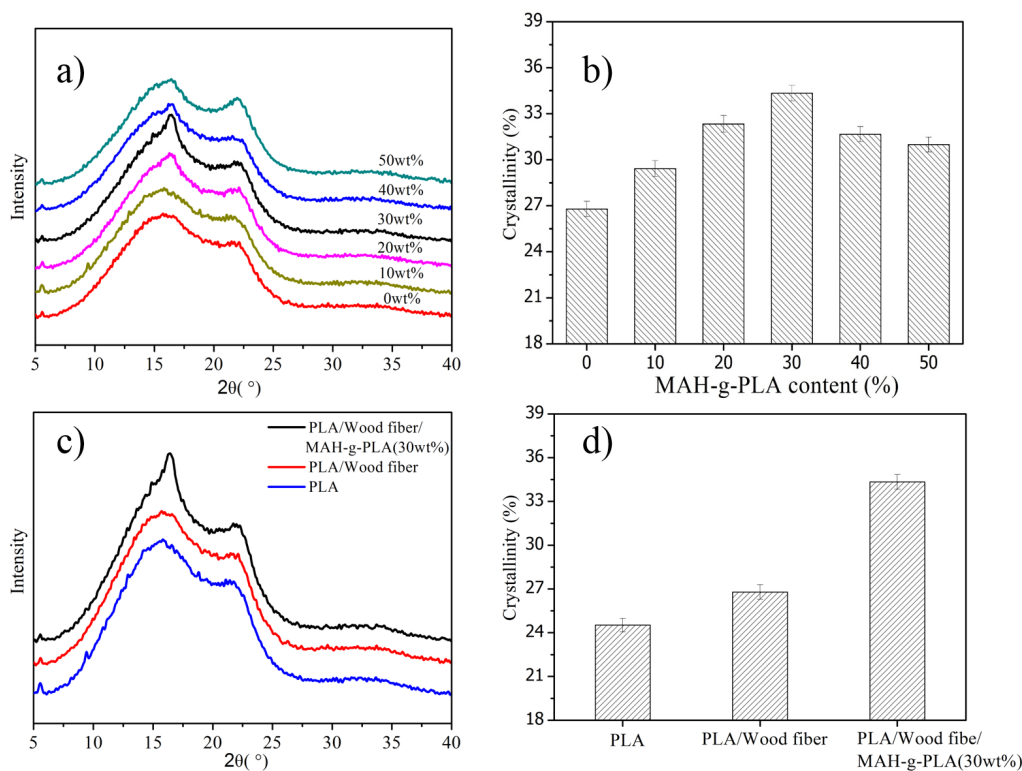 a)
Intensity
50wt%
40wt%
30wt%
20wt%
10wt%
0wt%
5 10 15 20 25 30 35 40
2θ( °)
b)
Crystallinity (%)
39
36
33
30
27
24
21
18
0 10 20 30 40 50
MAH-g-PLA content (%)
c)
Intensity
PLA/Wood fiber/
MAH-g-PLA(30wt%)
PLA/Wood fiber
PLA
5 10 15 20 25 30 35 40
2θ( °)
d)
Crystallinity (%)
39
36
33
30
27
24
21
18
PLA
PLA/Wood fiber
PLA/Wood fibe/
MAH-g-PLA(30wt%)